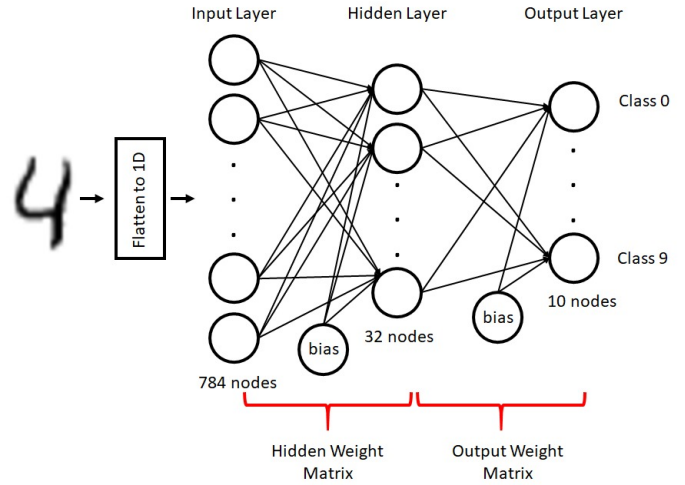 Input Layer
Hidden Layer
Output Layer
4
Flatten to 1D
Class 0
Class 9
bias
bias
784 nodes
32 nodes
10 nodes
Hidden Weight
Matrix
Output Weight
Matrix